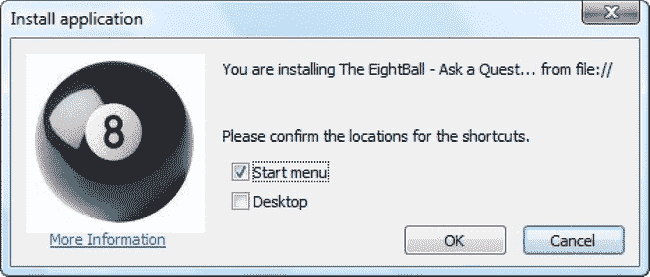 Install application
You are installing The EightBall - Ask a Quest... from file://
Please confirm the locations for the shortcuts.
Start menu
Desktop
8
More Information
OK
Cancel